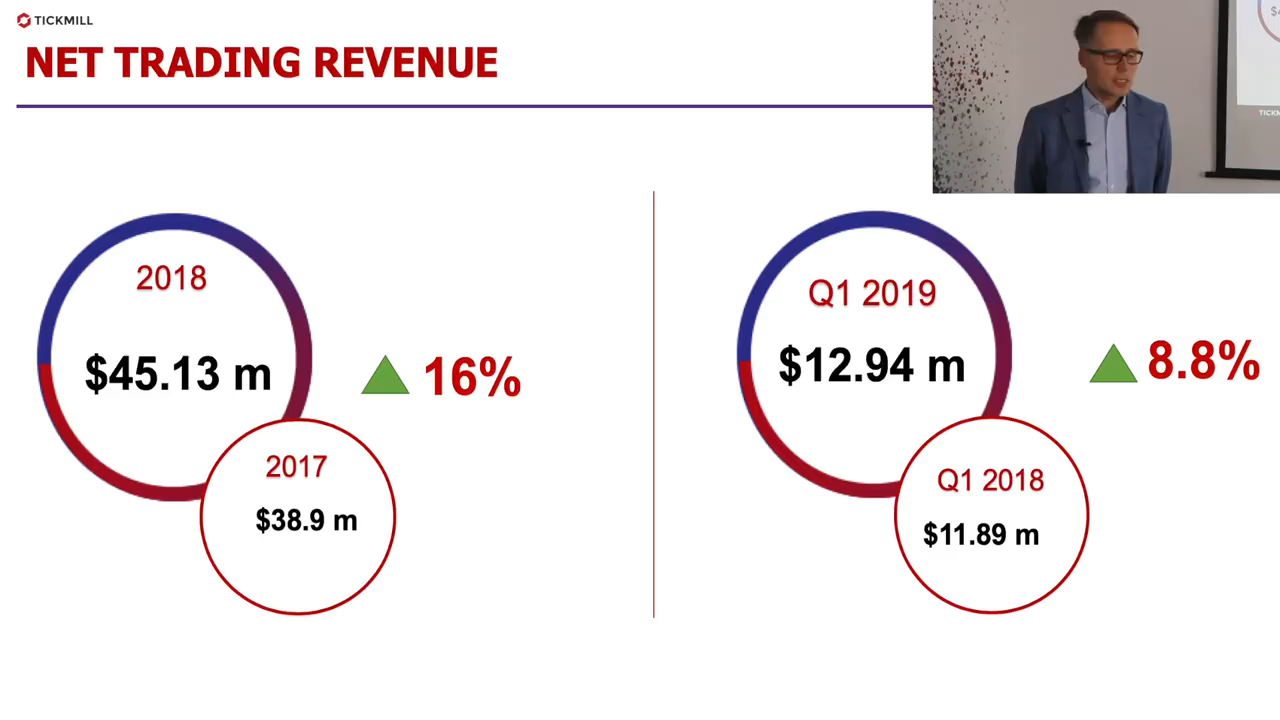 TICKMILL
NET TRADING REVENUE
2018
$45.13 m
16%
2017
$38.9 m
Q1 2019
$12.94 m
8.8%
Q1 2018
$11.89 m